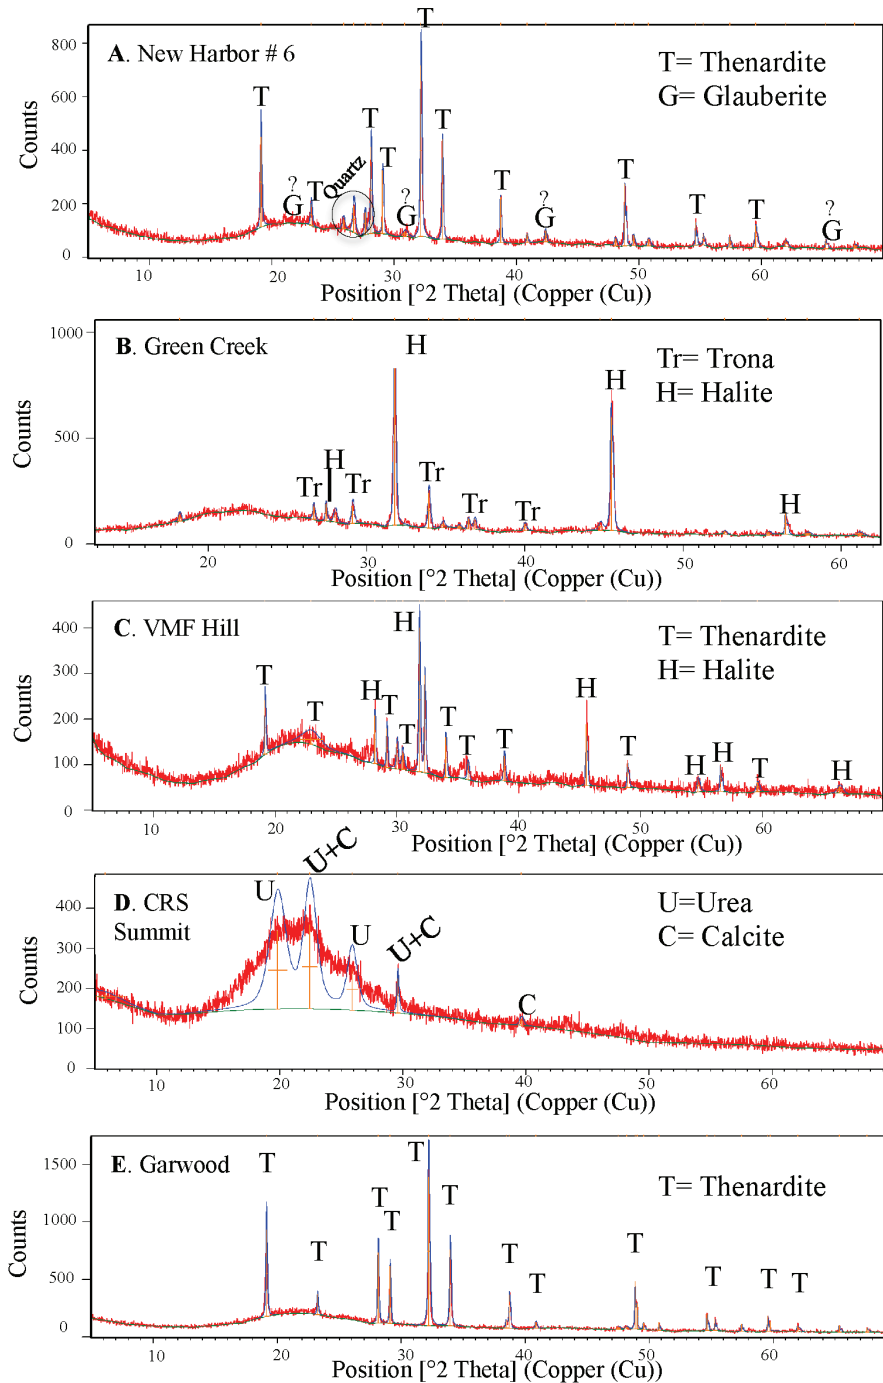 A. New Harbor # 6
T= Thenardite
G= Glauberite
T
T
T
T
T
T
T
T
T
T
?
G
Quartz
?
G
?
G
?
G
Counts
800
600
400
200
0
10
20
30
40
50
60
Position [°2 Theta] (Copper (Cu))
B. Green Creek
Tr= Trona
H= Halite
H
H
H
H
Tr
Tr
Tr
Tr
Tr
Counts
1000
500
0
20
30
40
50
60
Position [°2 Theta] (Copper (Cu))
C. VMF Hill
T= Thenardite
H= Halite
T
T
H
T
T
H
T
T
T
H
T
H
H
T
H
Counts
400
300
200
100
0
10
20
30
40
50
60
Position [°2 Theta] (Copper (Cu))
D. CRS
Summit
U=Urea
C= Calcite
U
U+C
U
U+C
C
Counts
400
300
200
100
0
10
20
30
40
50
60
Position [°2 Theta] (Copper (Cu))
E. Garwood
T= Thenardite
T
T
T
T
T
T
T
T
T
T
T
T
Counts
1500
1000
500
0
10
20
30
40
50
60
Position [°2 Theta] (Copper (Cu))